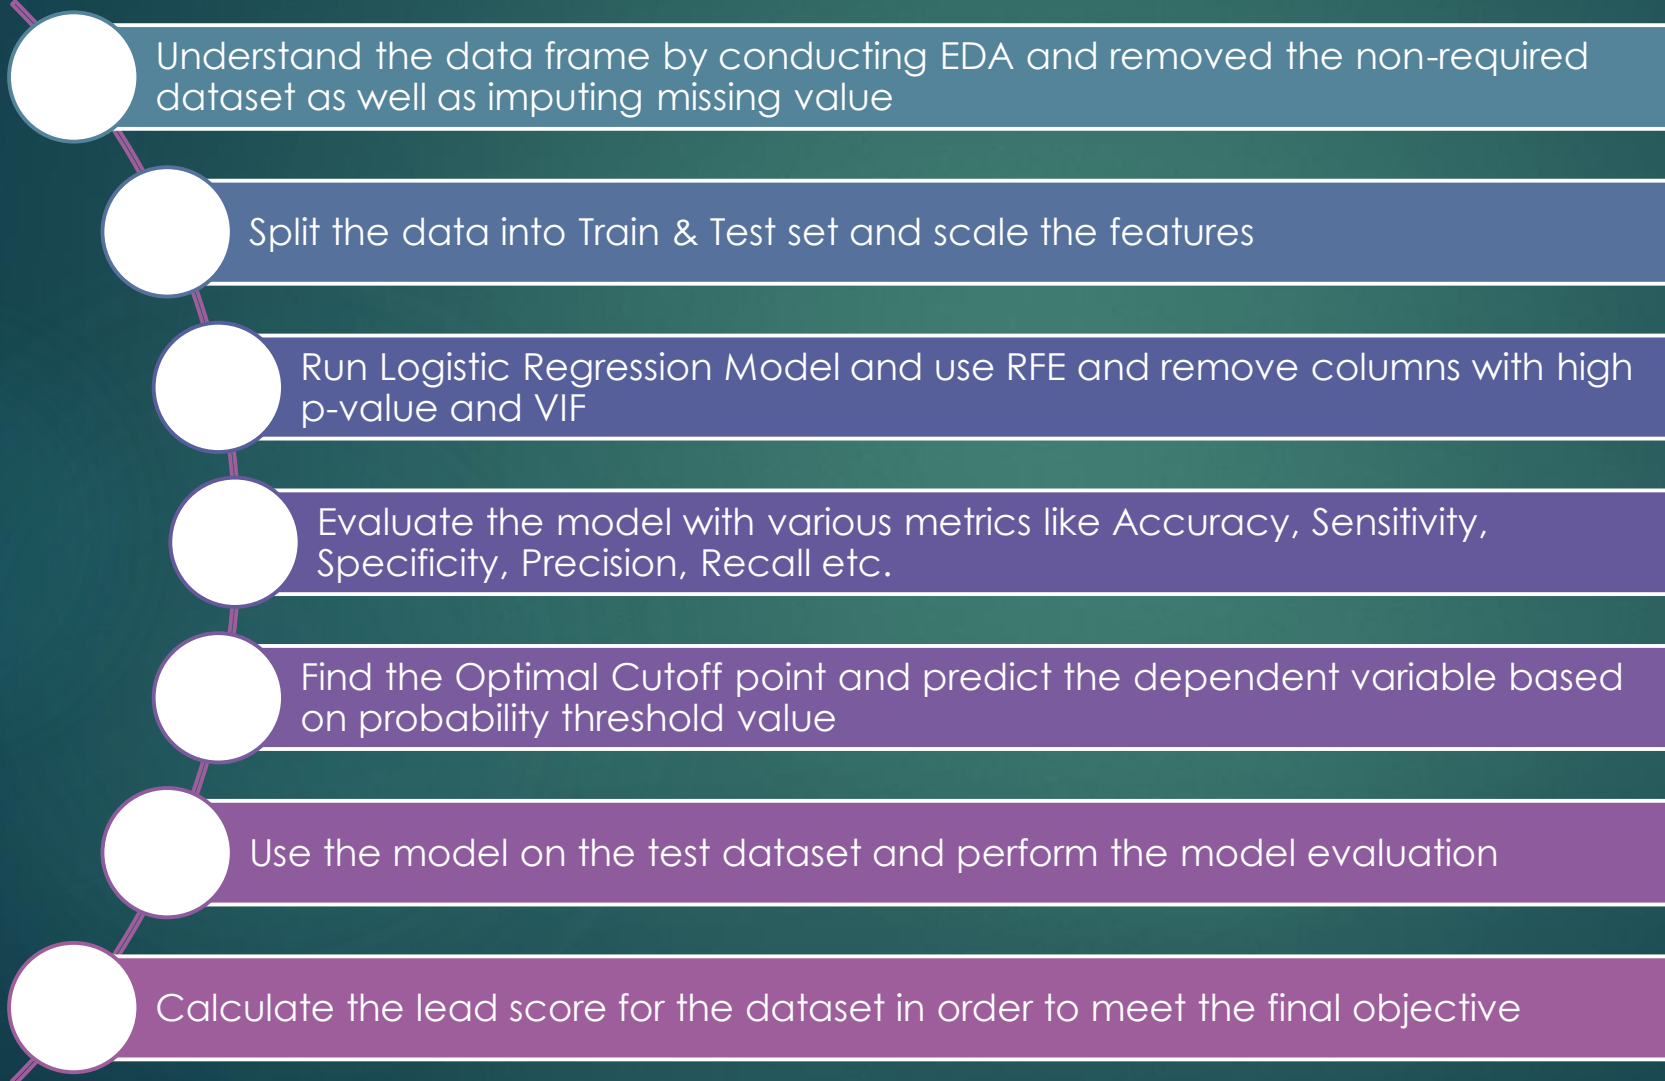 Understand the data frame by conducting EDA and removed the non-required
dataset as well as imputing missing value
Split the data into Train & Test set and scale the features
Run Logistic Regression Model and use RFE and remove columns with high
p-value and VIF
Evaluate the model with various metrics like Accuracy, Sensitivity,
Specificity, Precision, Recall etc.
Find the Optimal Cutoff point and predict the dependent variable based
on probability threshold value
Use the model on the test dataset and perform the model evaluation
Calculate the lead score for the dataset in order to meet the final objective